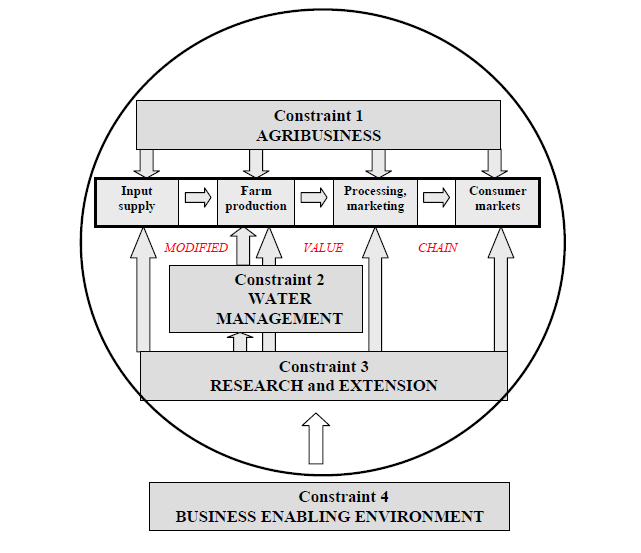 Constraint 1
AGRIBUSINESS
Input
supply
Farm
production
Processing,
marketing
Consumer
markets
MODIFIED VALUE CHAIN
Constraint 2
WATER
MANAGEMENT
Constraint 3
RESEARCH and EXTENSION
Constraint 4
BUSINESS ENABLING ENVIRONMENT